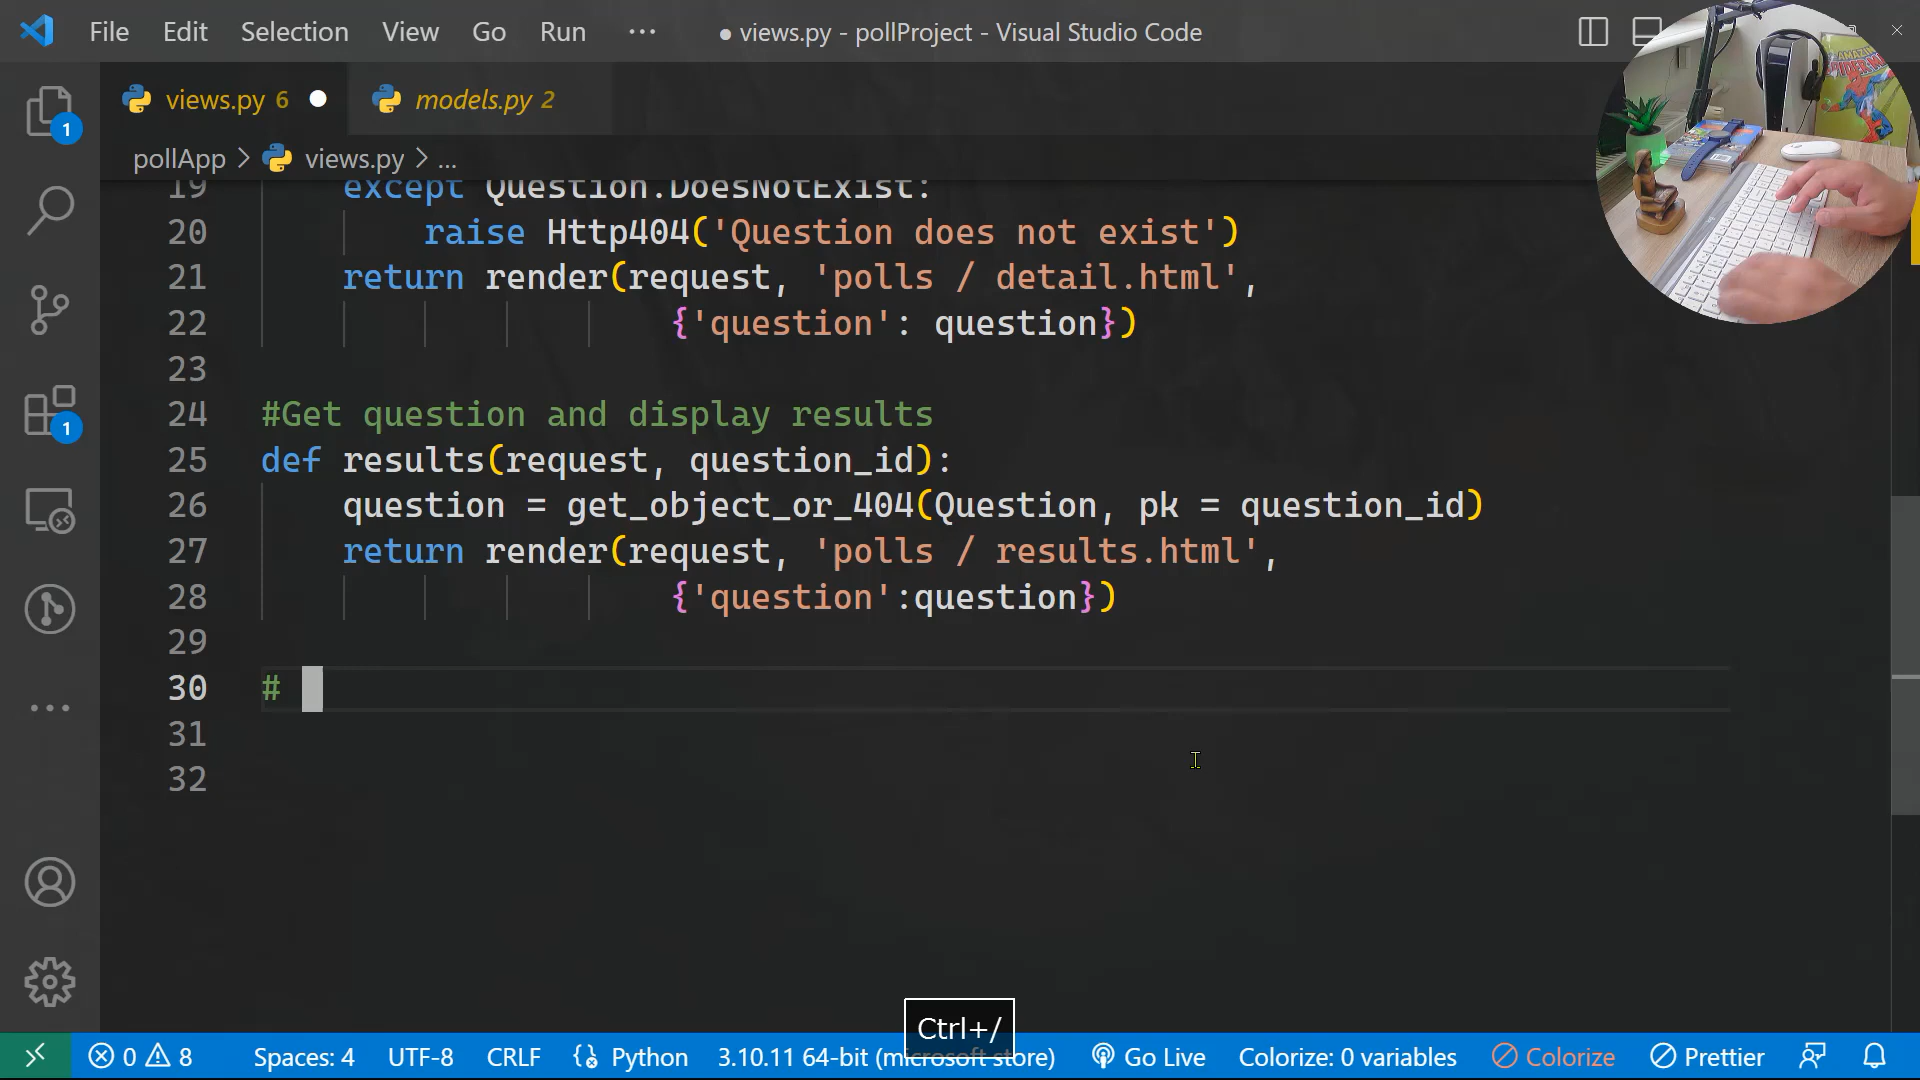 File Edit Selection View Go Run ··· ● views.py - pollProject - Visual Studio Code
views.py 6 models.py 2
pollApp > views.py > ...
19 except Question.DoesNotExist:
20 raise Http404('Question does not exist')
21 return render(request, 'polls / detail.html',
22 {'question': question})
23
24 #Get question and display results
25 def results(request, question_id):
26 question = get_object_or_404(Question, pk = question_id)
27 return render(request, 'polls / results.html',
28 {'question':question})
29
30 #
31
32
1
1
AMAZING
SPIDER-MAN
Ctrl+/
0 8 Spaces: 4 UTF-8 CRLF Python 3.10.11 64-bit (microsoft store) Go Live Colorize: 0 variables Colorize Prettier